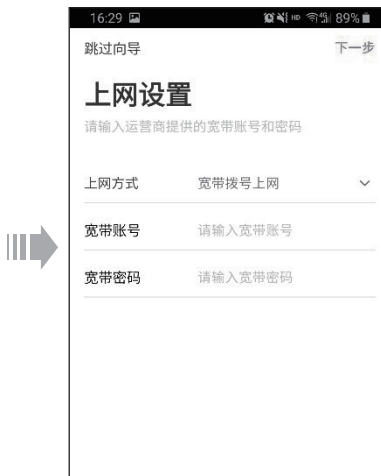 16:29 HD 4G 89%
跳过向导 下一步
上网设置
请输入运营商提供的宽带账号和密码
上网方式 宽带拨号上网
宽带账号 请输入宽带账号
宽带密码 请输入宽带密码